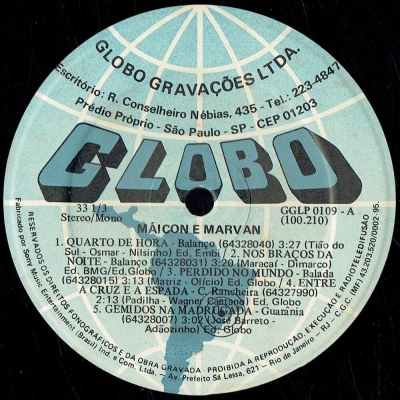 GLOBO GRAVAÇÕES LTDA.
Escritório: R. Conselheiro Nébias, 435 - Tel.: 223-4847
Prédio Próprio - São Paulo - SP - CEP 01203
GLOBO
33 1/3
Stereo/Mono
GGLP 0109 - A
(100.210)
MÁICON E MARVAN
1. QUARTO DE HORA - Balanço (64328040) 3:27 (Tião do
Sul - Osmar - Nilsinho) Ed. Embi / 2. NOS BRAÇOS DA
NOITE - Balanço (64328031) 3:20 (Maracaí - Dimarco)
Ed. BMG/Ed. Globo / 3. PERDIDO NO MUNDO - Balada
(64328015) 3:13 (Matriz - Olício) Ed. Globo / 4. ENTRE
A CRUZ E A ESPADA - C. Rancheira (64327990)
2:13 (Padilha - Wagner Caetano) Ed. Globo
5. GEMIDOS NA MADRUGADA - Guarânia
(64328007) 3:02 (José Barreto -
Adãozinho) Ed. Globo
RESERVADOS OS DIREITOS FONOGRÁFICOS E DA OBRA GRAVADA - PROIBIDA A REPRODUÇÃO, EXECUÇÃO E RADIOTELEDIFUSÃO
Fabricado por Sony Music Entertainment (Brasil) Ind. e Com. Ltda. - Av. Prefeito Sá Lessa, 621 - Rio de Janeiro - RJ - C.G.C. (MF) 43.203.520/0002 95.